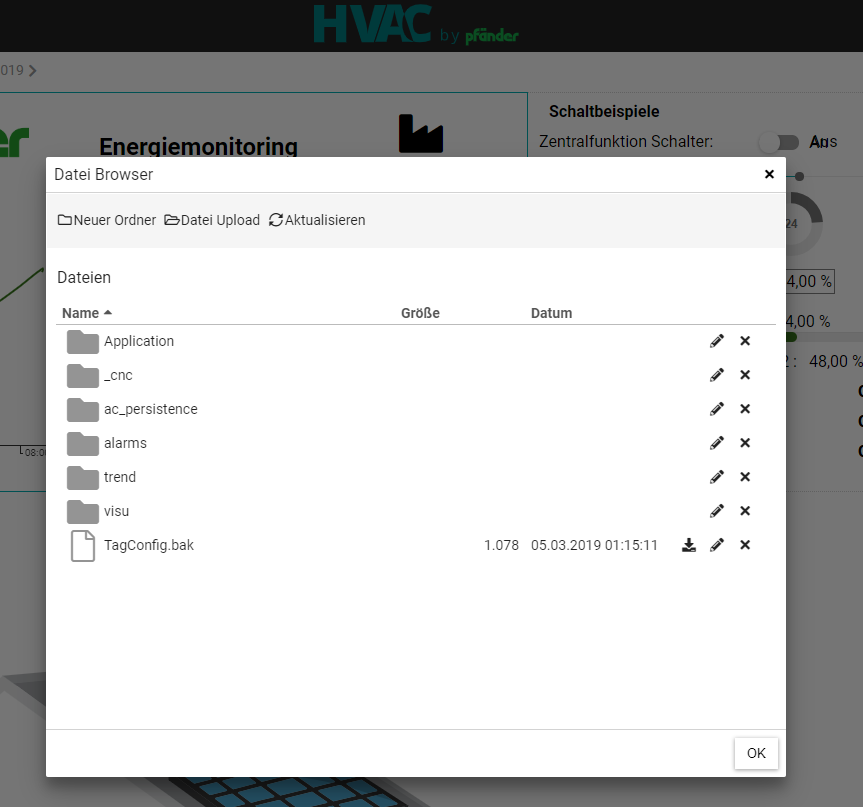 HVAC by pfänder
019
Schaltbeispiele
Energiemonitoring
Zentralfunktion Schalter:
Datei Browser
Neuer Ordner Datei Upload Aktualisieren
24
Dateien
4,00 %
Name Größe Datum
4,00 %
Application
2 : 48,00 %
_cnc
ac_persistence
alarms
08:00
trend
visu
TagConfig.bak 1.078 05.03.2019 01:15:11
OK